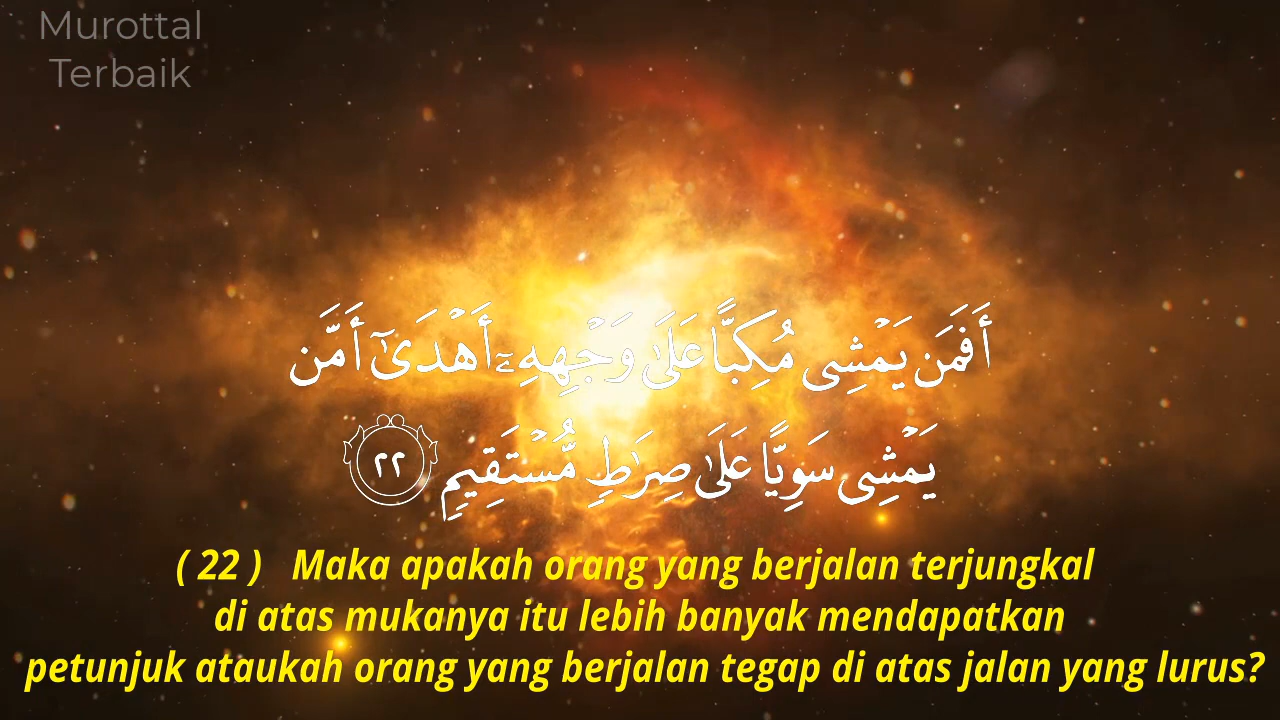 Murottal
Terbaik
أَفَمَن يَمْشِى مُكِبًّا عَلَىٰ وَجْهِهِۦٓ أَهْدَىٰٓ أَمَّن
يَمْشِى سَوِيًّا عَلَىٰ صِرَٰطٍ مُّسْتَقِيمٍ ٢٢
( 22 ) Maka apakah orang yang berjalan terjungkal
di atas mukanya itu lebih banyak mendapatkan
petunjuk ataukah orang yang berjalan tegap di atas jalan yang lurus?